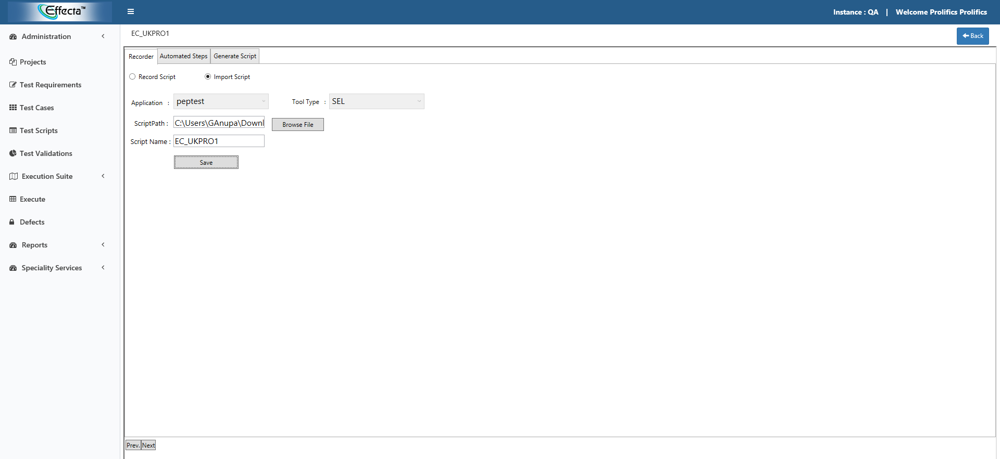 Effecta™
Instance : QA | Welcome Prolifics Prolifics
Administration
Projects
Test Requirements
Test Cases
Test Scripts
Test Validations
Execution Suite
Execute
Defects
Reports
Speciality Services
EC_UKPRO1
Back
Recorder Automated Steps Generate Script
Record Script Import Script
Application : peptest Tool Type : SEL
ScriptPath : C:\Users\GAnupa\Downl Browse File
Script Name : EC_UKPRO1
Save
Prev. Next